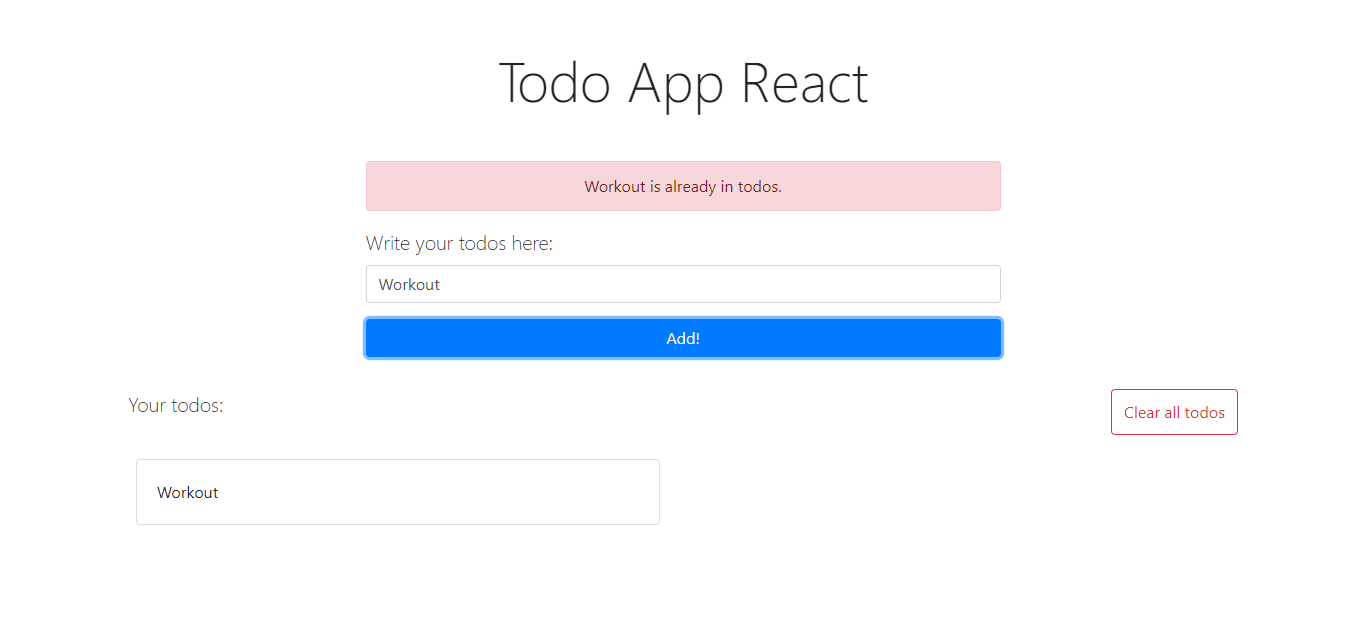 Todo App React
Workout is already in todos.
Write your todos here:
Workout
Add!
Your todos:
Clear all todos
Workout